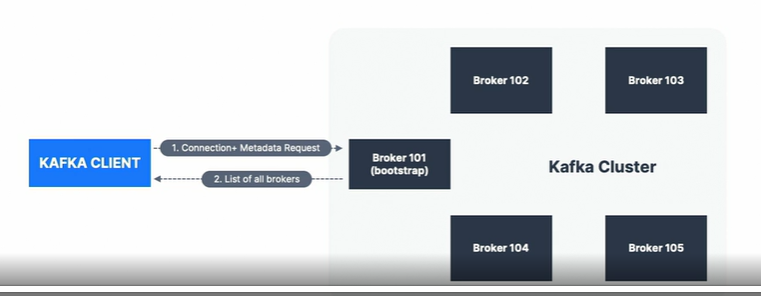 Broker 102
Broker 103
KAFKA CLIENT
1. Connection+ Metadata Request
2. List of all brokers
Broker 101
(bootstrap)
Kafka Cluster
Broker 104
Broker 105